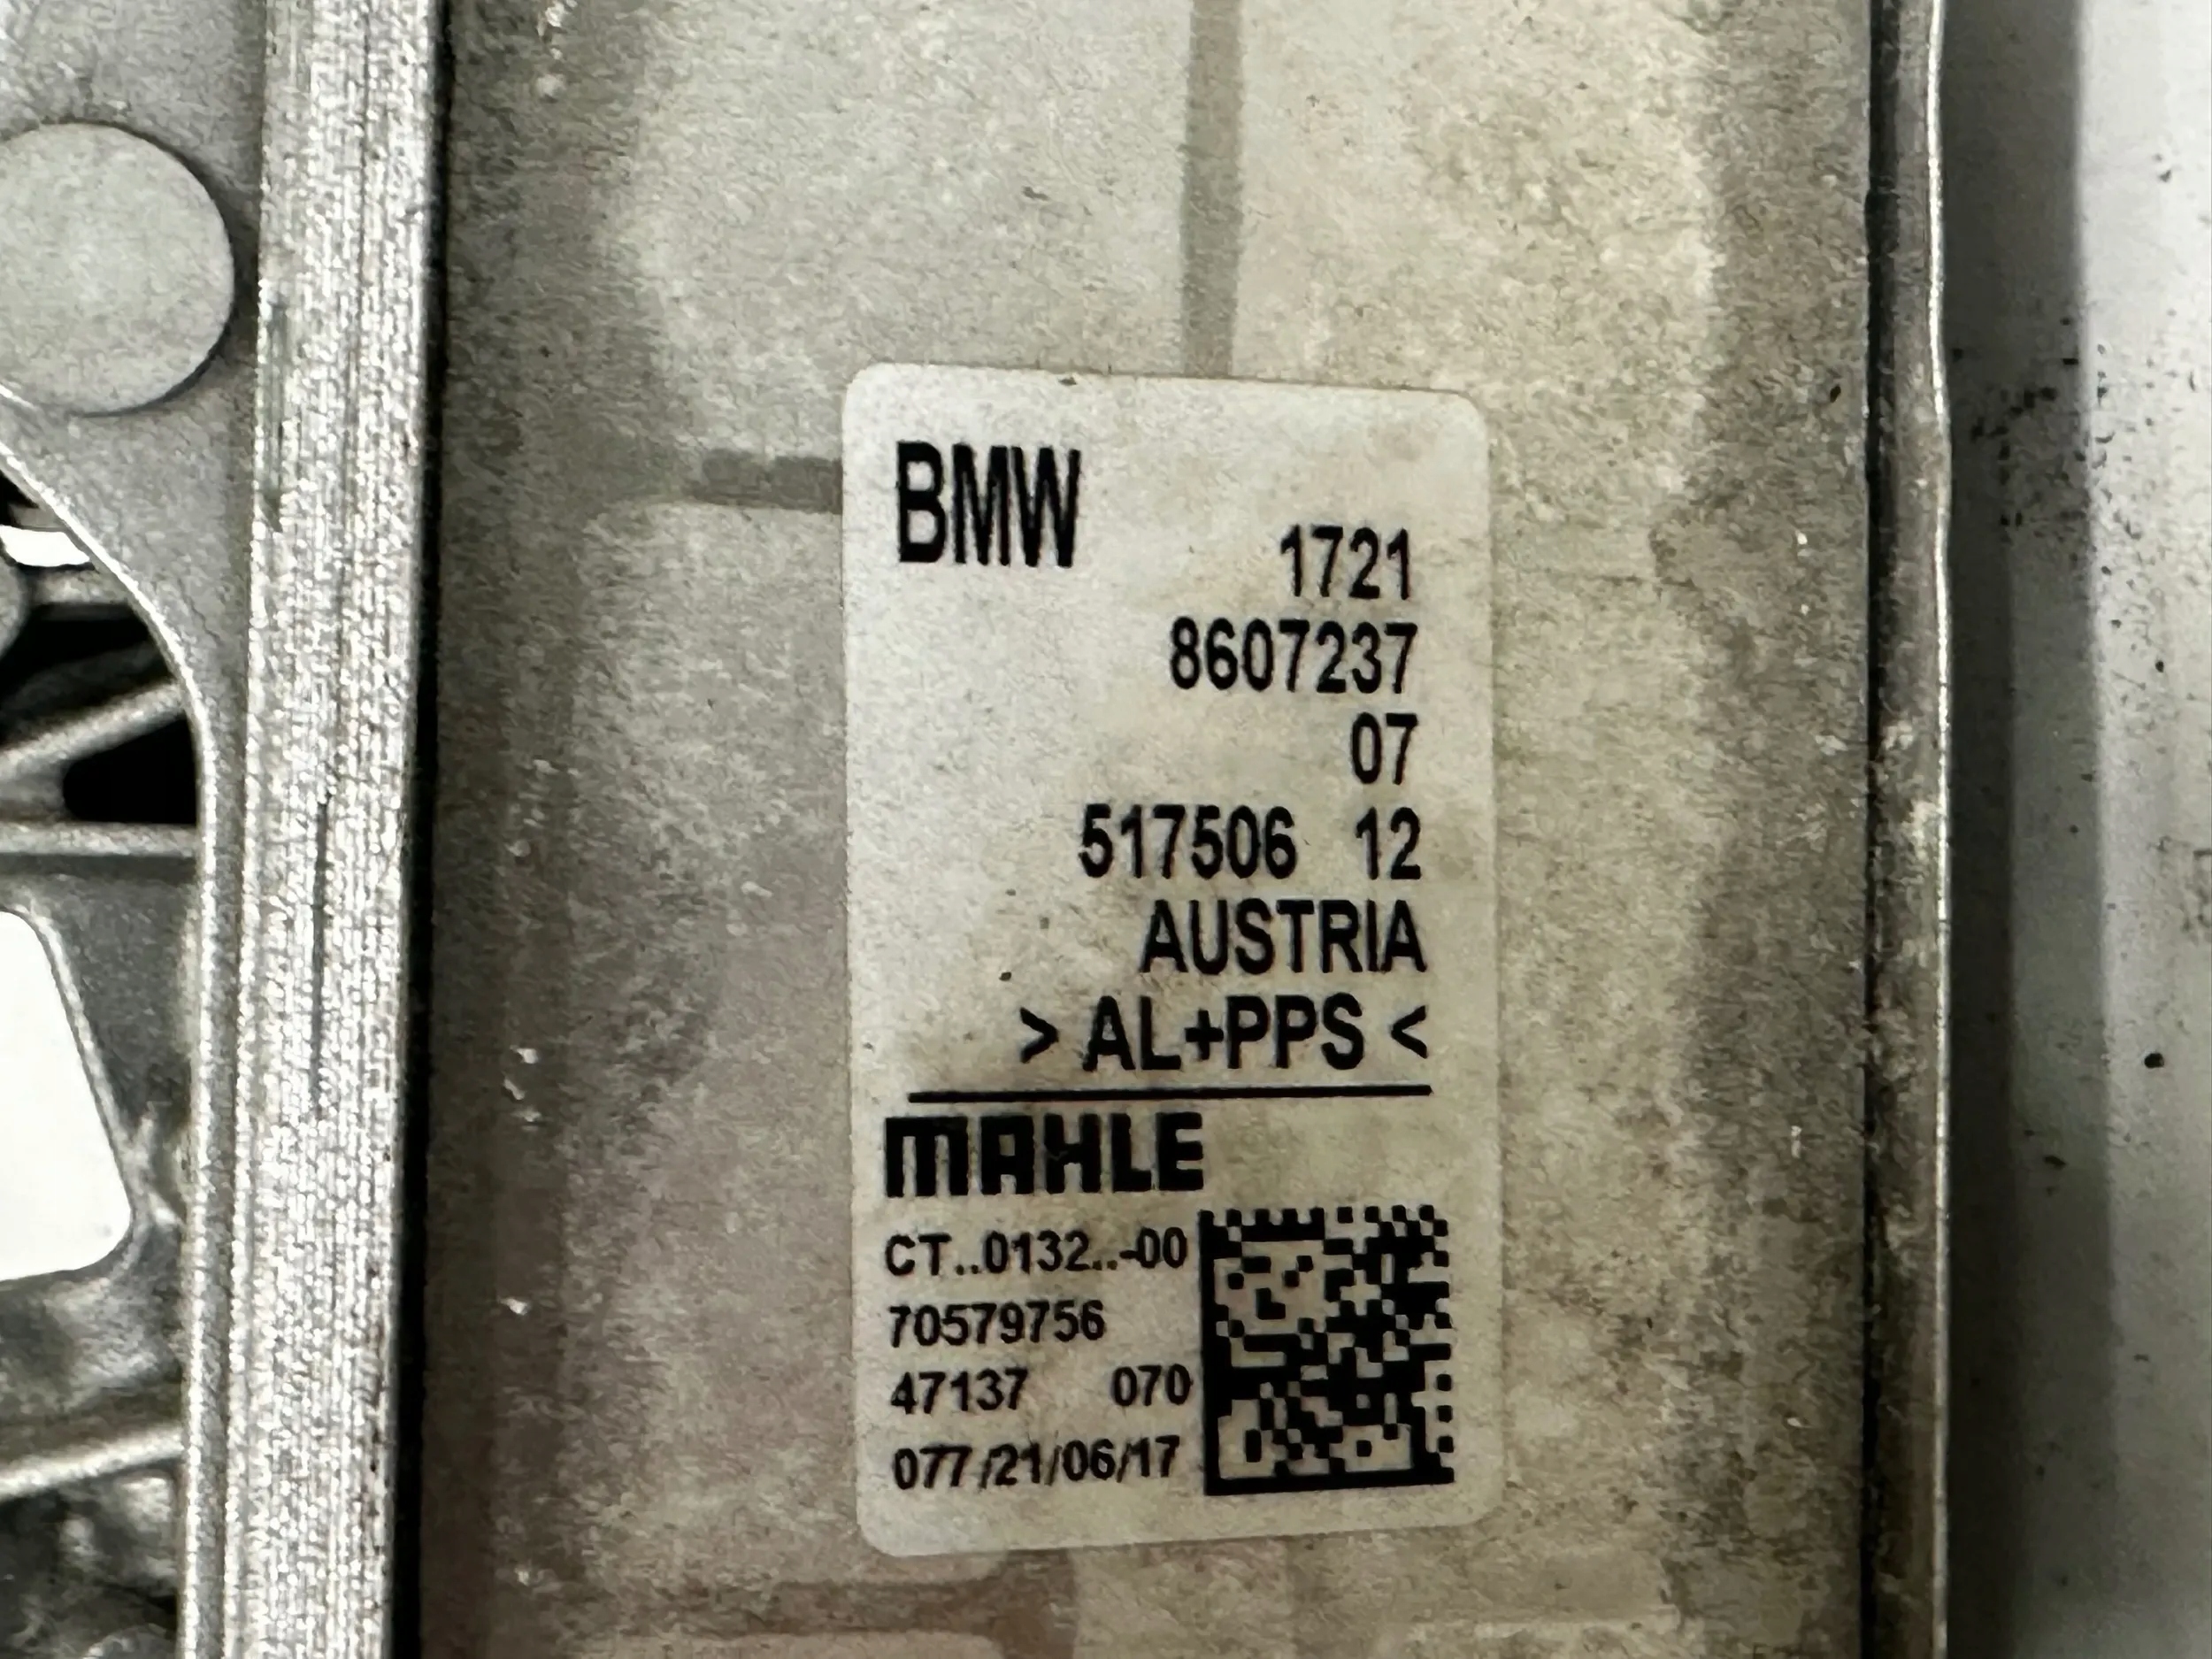 BMW
1721
8607237
07
517506 12
AUSTRIA
> AL+PPS <
MAHLE
CT..0132..-00
70579756
47137 070
077/21/06/17